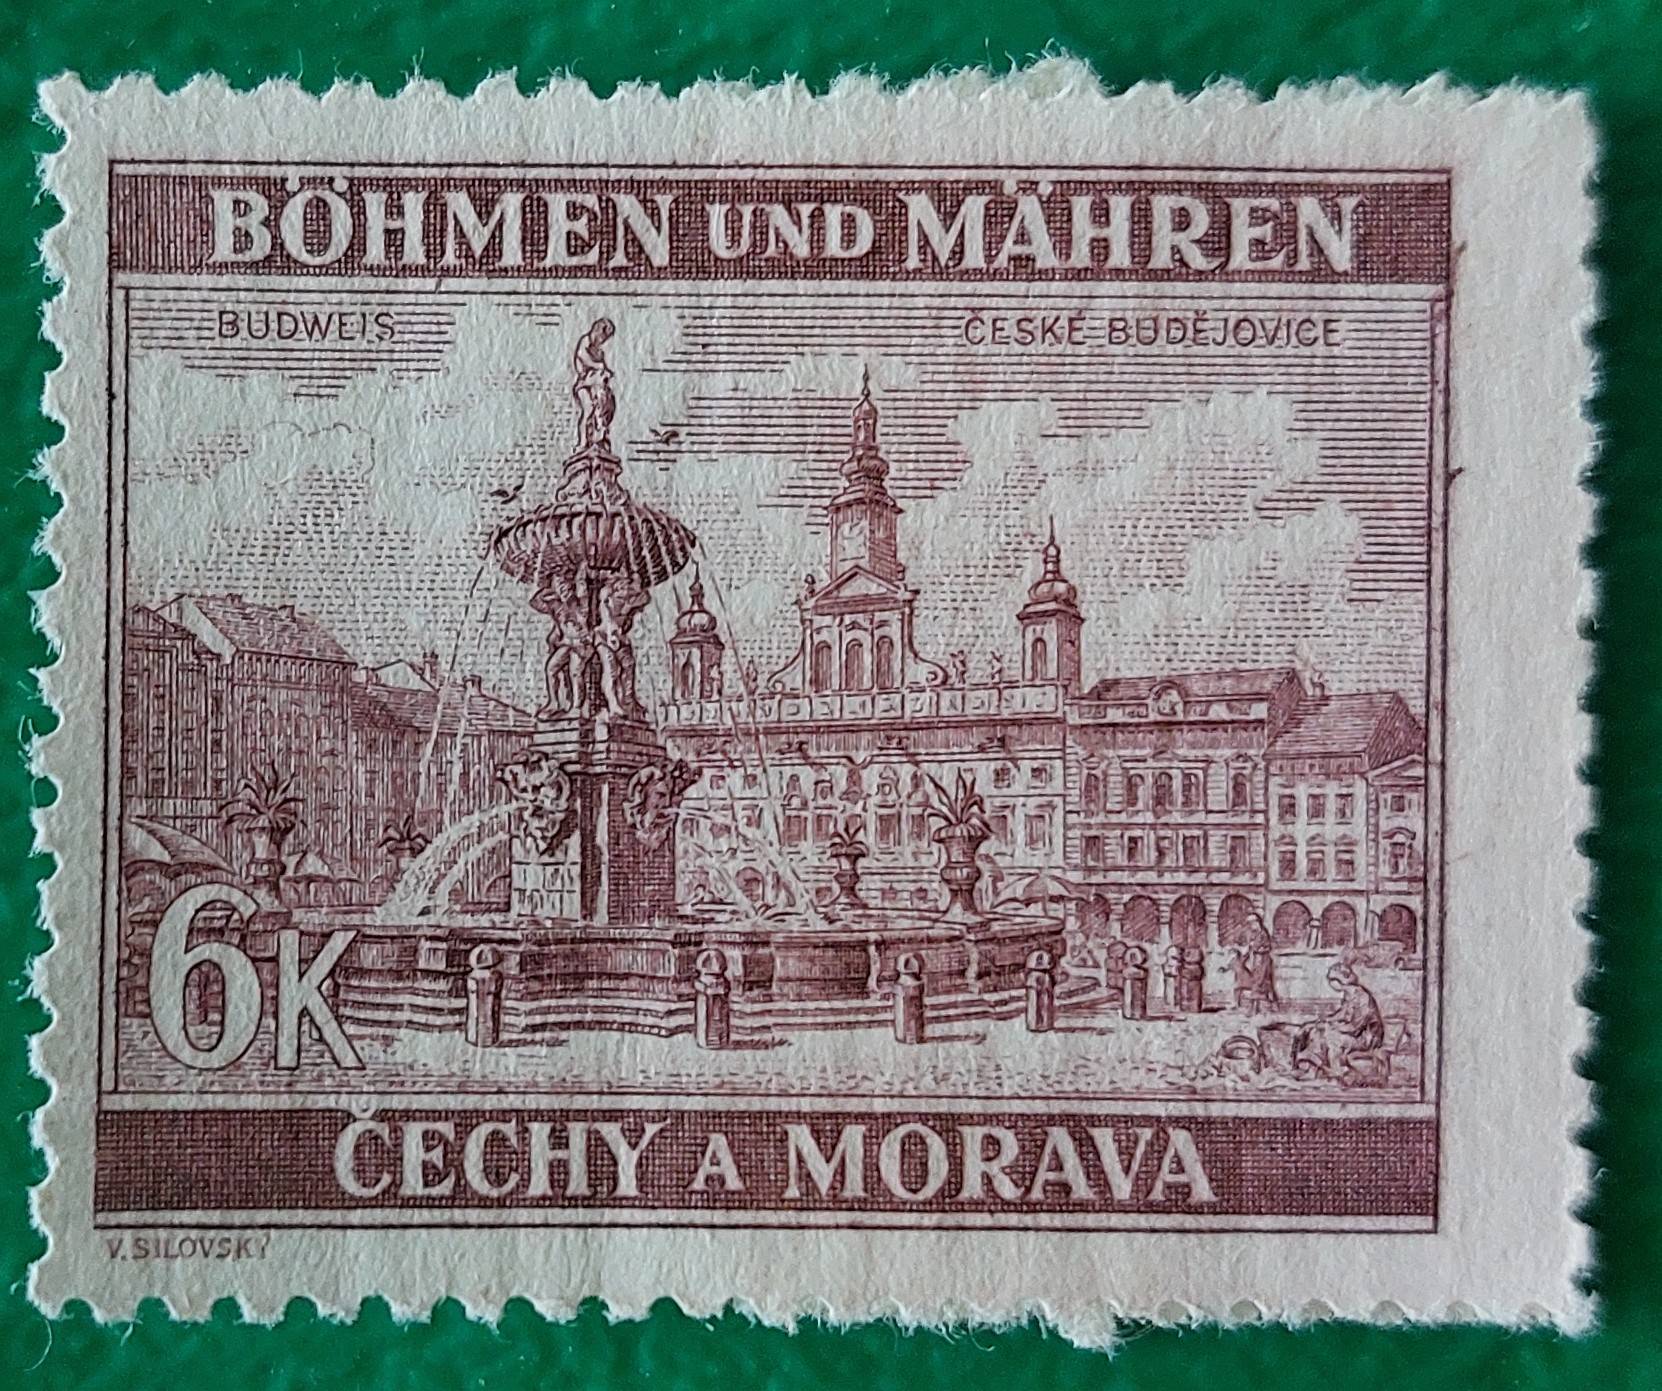 BÖHMEN UND MÄHREN
BUDWEIS
ČESKÉ BUDĚJOVICE
6K
ČECHY A MORAVA
V. SILOVSKÝ